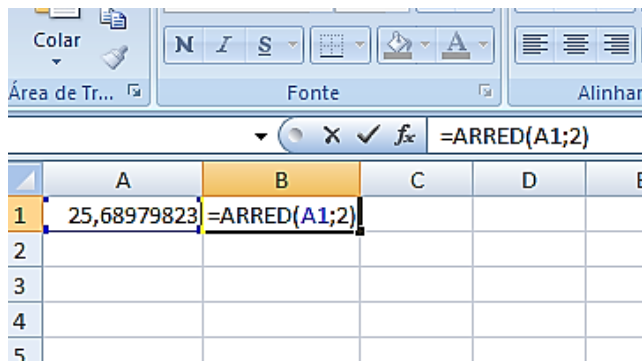 Colar
N I S A
Área de Tr... Fonte Alinhar
=ARRED(A1;2)
A B C D E
1 25,68979823 =ARRED(A1;2)
2
3
4
5